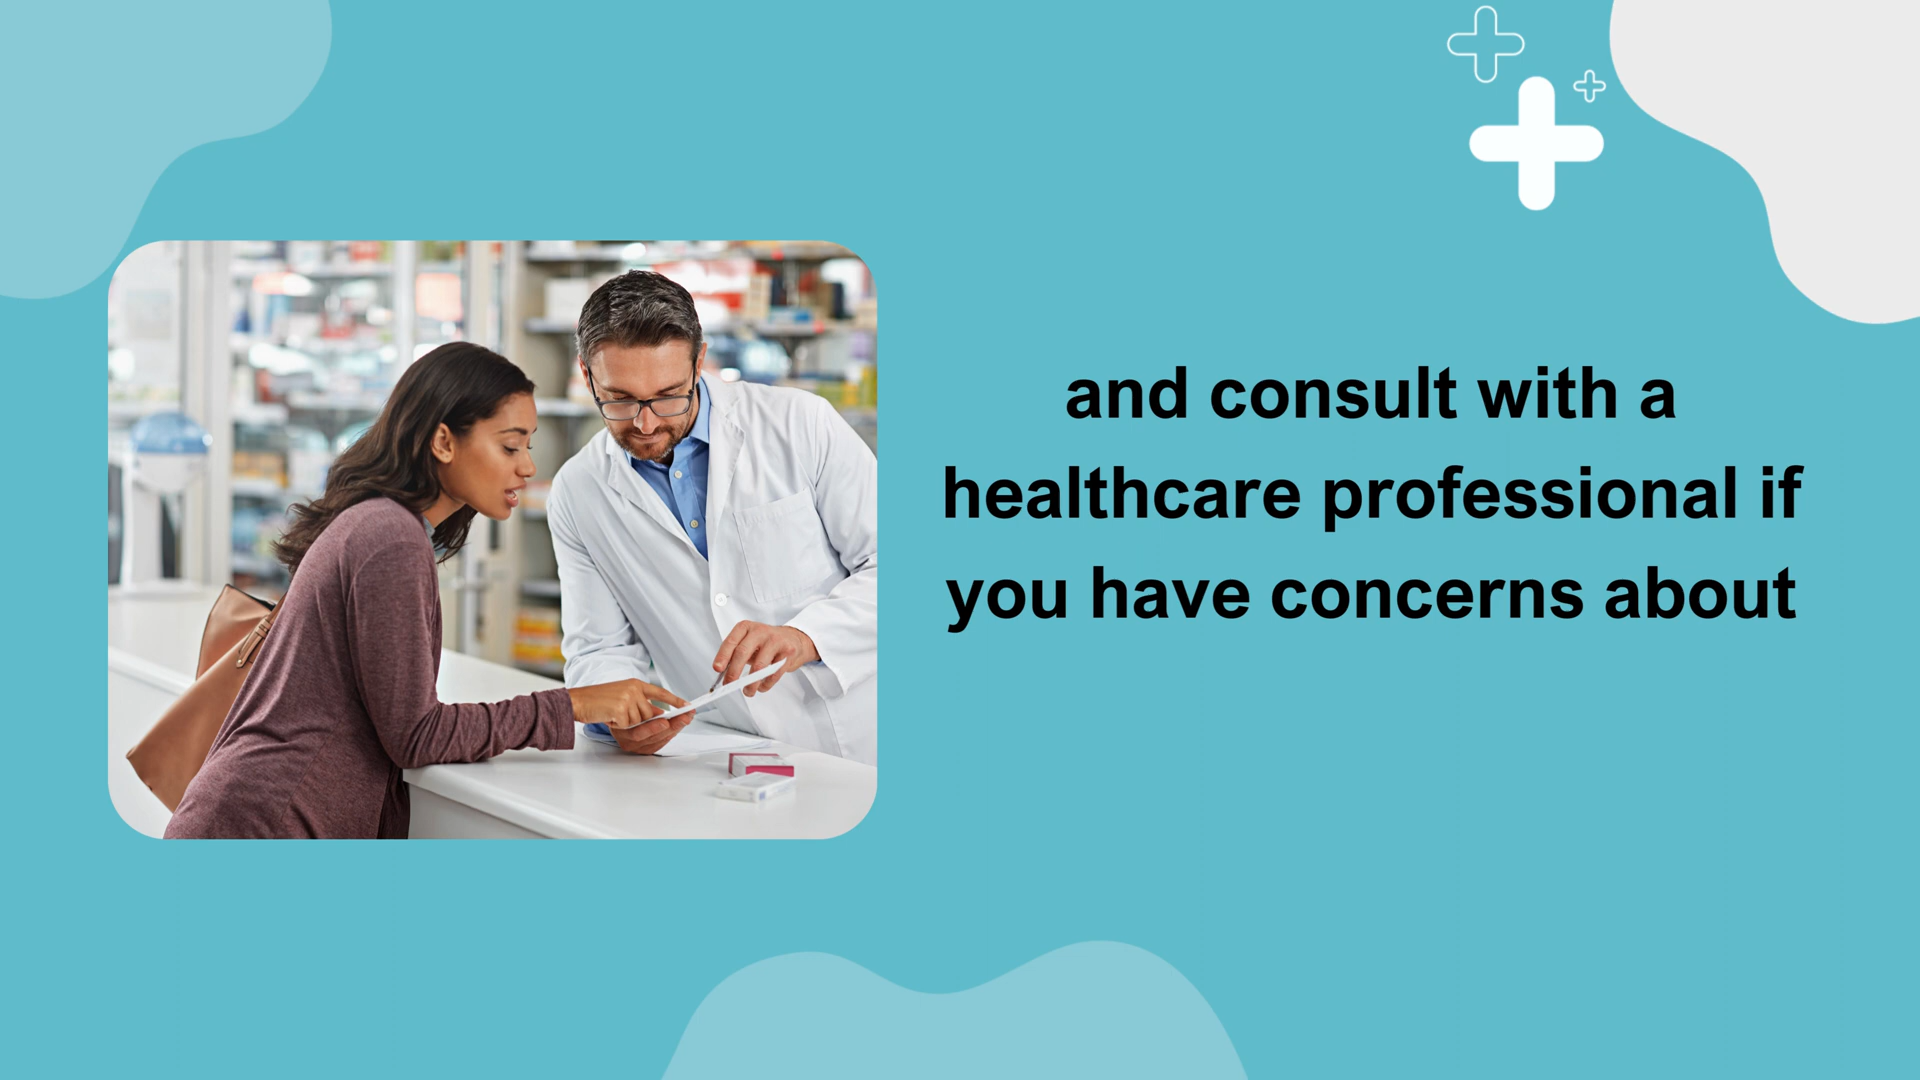 and consult with a
healthcare professional if
you have concerns about